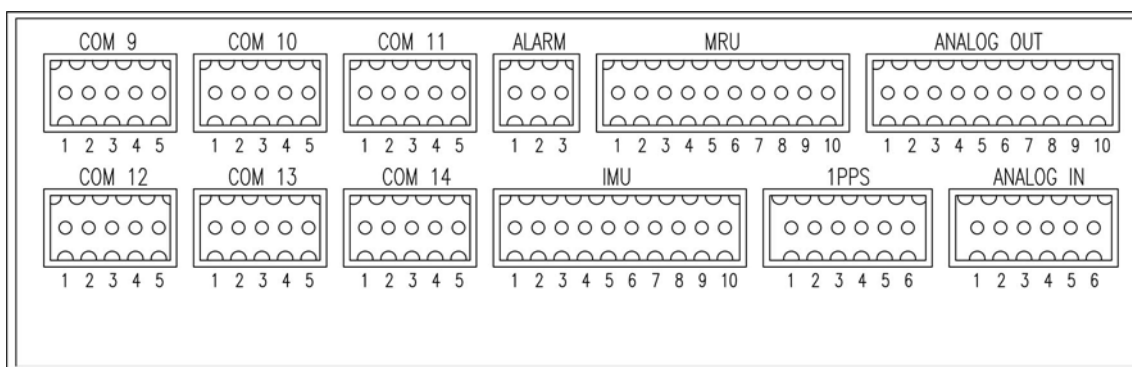 COM 9 COM 10 COM 11 ALARM MRU ANALOG OUT
1 2 3 4 5 1 2 3 4 5 1 2 3 4 5 1 2 3 1 2 3 4 5 6 7 8 9 10 1 2 3 4 5 6 7 8 9 10
COM 12 COM 13 COM 14 IMU 1PPS ANALOG IN
1 2 3 4 5 1 2 3 4 5 1 2 3 4 5 1 2 3 4 5 6 7 8 9 10 1 2 3 4 5 6 1 2 3 4 5 6